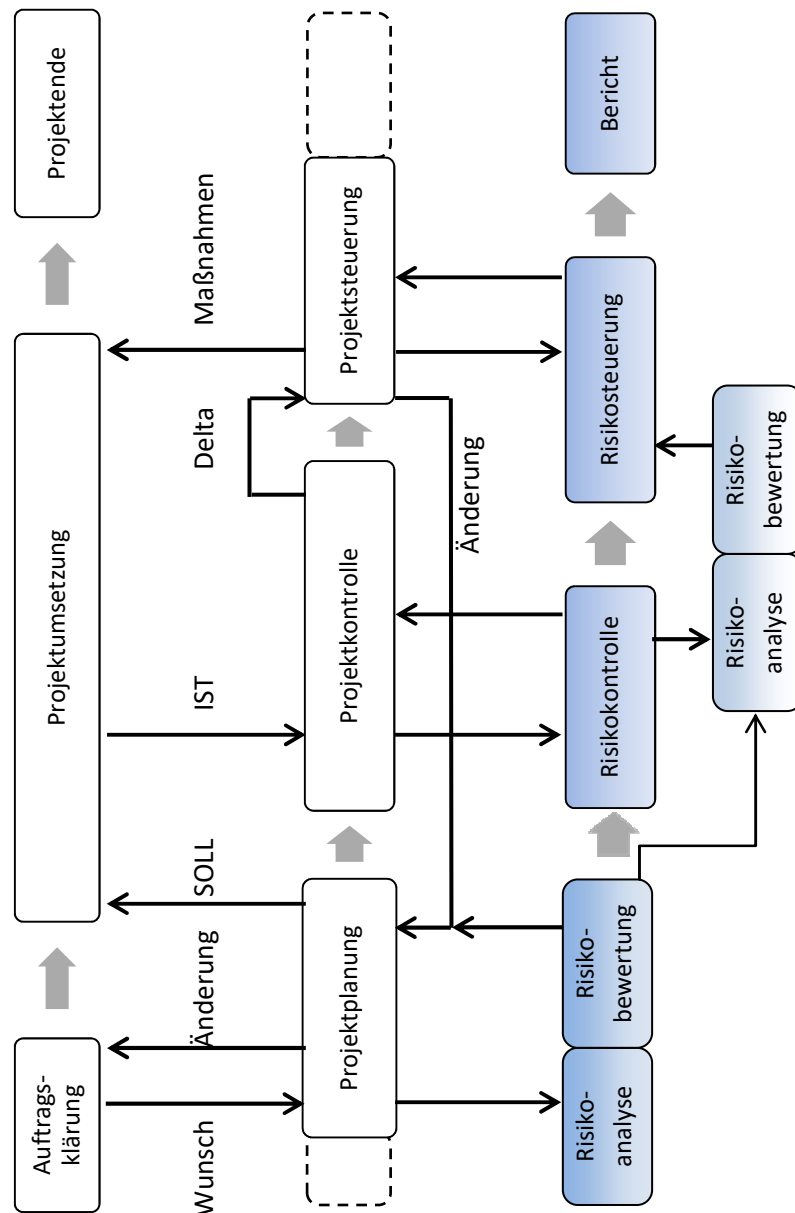 Auftrags-
klärung
Projektumsetzung
Projektende
Wunsch
Änderung
SOLL
IST
Delta
Maßnahmen
Projektplanung
Projektkontrolle
Projektsteuerung
Änderung
Risiko-
analyse
Risiko-
bewertung
Risikokontrolle
Risikosteuerung
Bericht
Risiko-
analyse
Risiko-
bewertung